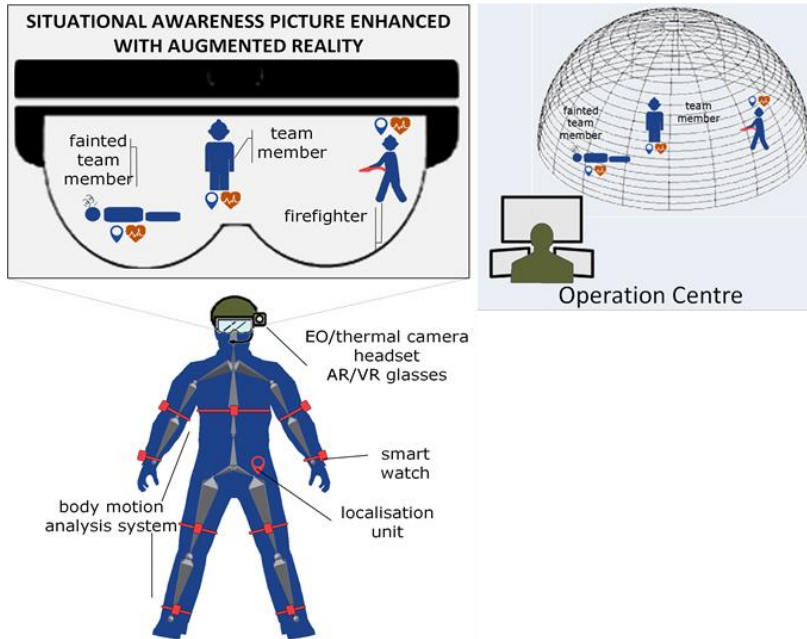 SITUATIONAL AWARENESS PICTURE ENHANCED
WITH AUGMENTED REALITY
fainted
team
member
team
member
firefighter
fainted
team
member
team
member
Operation Centre
EO/thermal camera
headset
AR/VR glasses
smart
watch
body motion
analysis system
localisation
unit